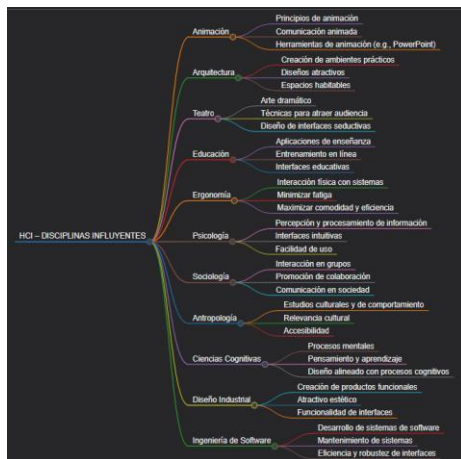 HCI – DISCIPLINAS INFLUYENTES
Animación
Principios de animación
Comunicación animada
Herramientas de animación (e.g., PowerPoint)
Arquitectura
Creación de ambientes prácticos
Diseños atractivos
Espacios habitables
Teatro
Arte dramático
Técnicas para atraer audiencia
Diseño de interfaces seductivas
Educación
Aplicaciones de enseñanza
Entrenamiento en línea
Interfaces educativas
Ergonomía
Interacción física con sistemas
Minimizar fatiga
Maximizar comodidad y eficiencia
Psicología
Percepción y procesamiento de información
Interfaces intuitivas
Facilidad de uso
Sociología
Interacción en grupos
Promoción de colaboración
Comunicación en sociedad
Antropología
Estudios culturales y de comportamiento
Relevancia cultural
Accesibilidad
Ciencias Cognitivas
Procesos mentales
Pensamiento y aprendizaje
Diseño alineado con procesos cognitivos
Diseño Industrial
Creación de productos funcionales
Atractivo estético
Funcionalidad de interfaces
Ingeniería de Software
Desarrollo de sistemas de software
Mantenimiento de sistemas
Eficiencia y robustez de interfaces